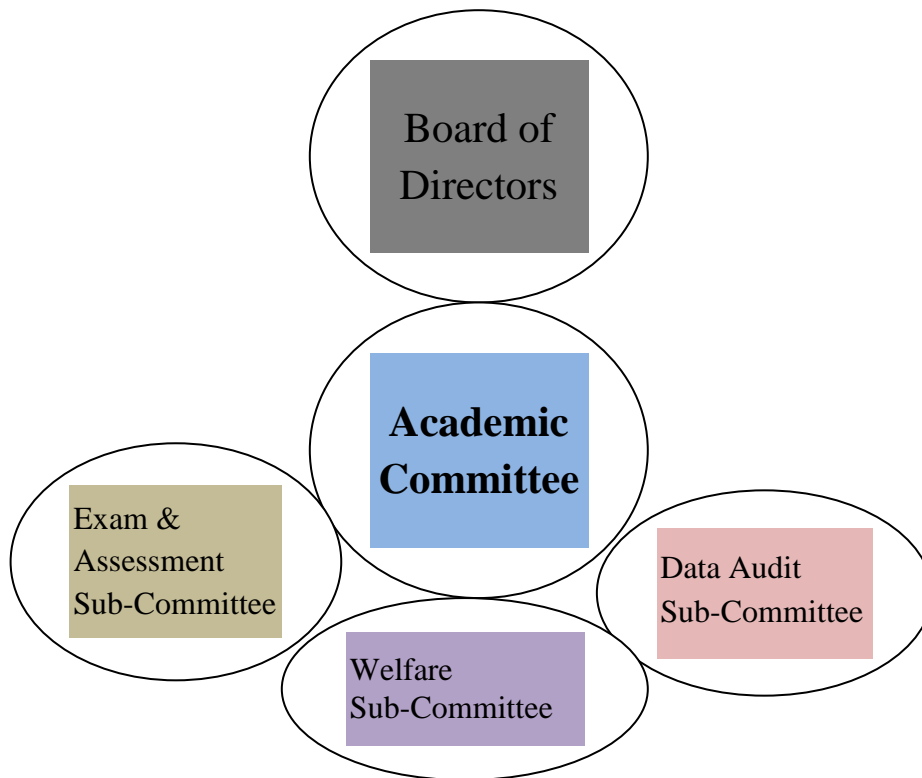 Board of
Directors
Academic
Committee
Exam &
Assessment
Sub-Committee
Data Audit
Sub-Committee
Welfare
Sub-Committee